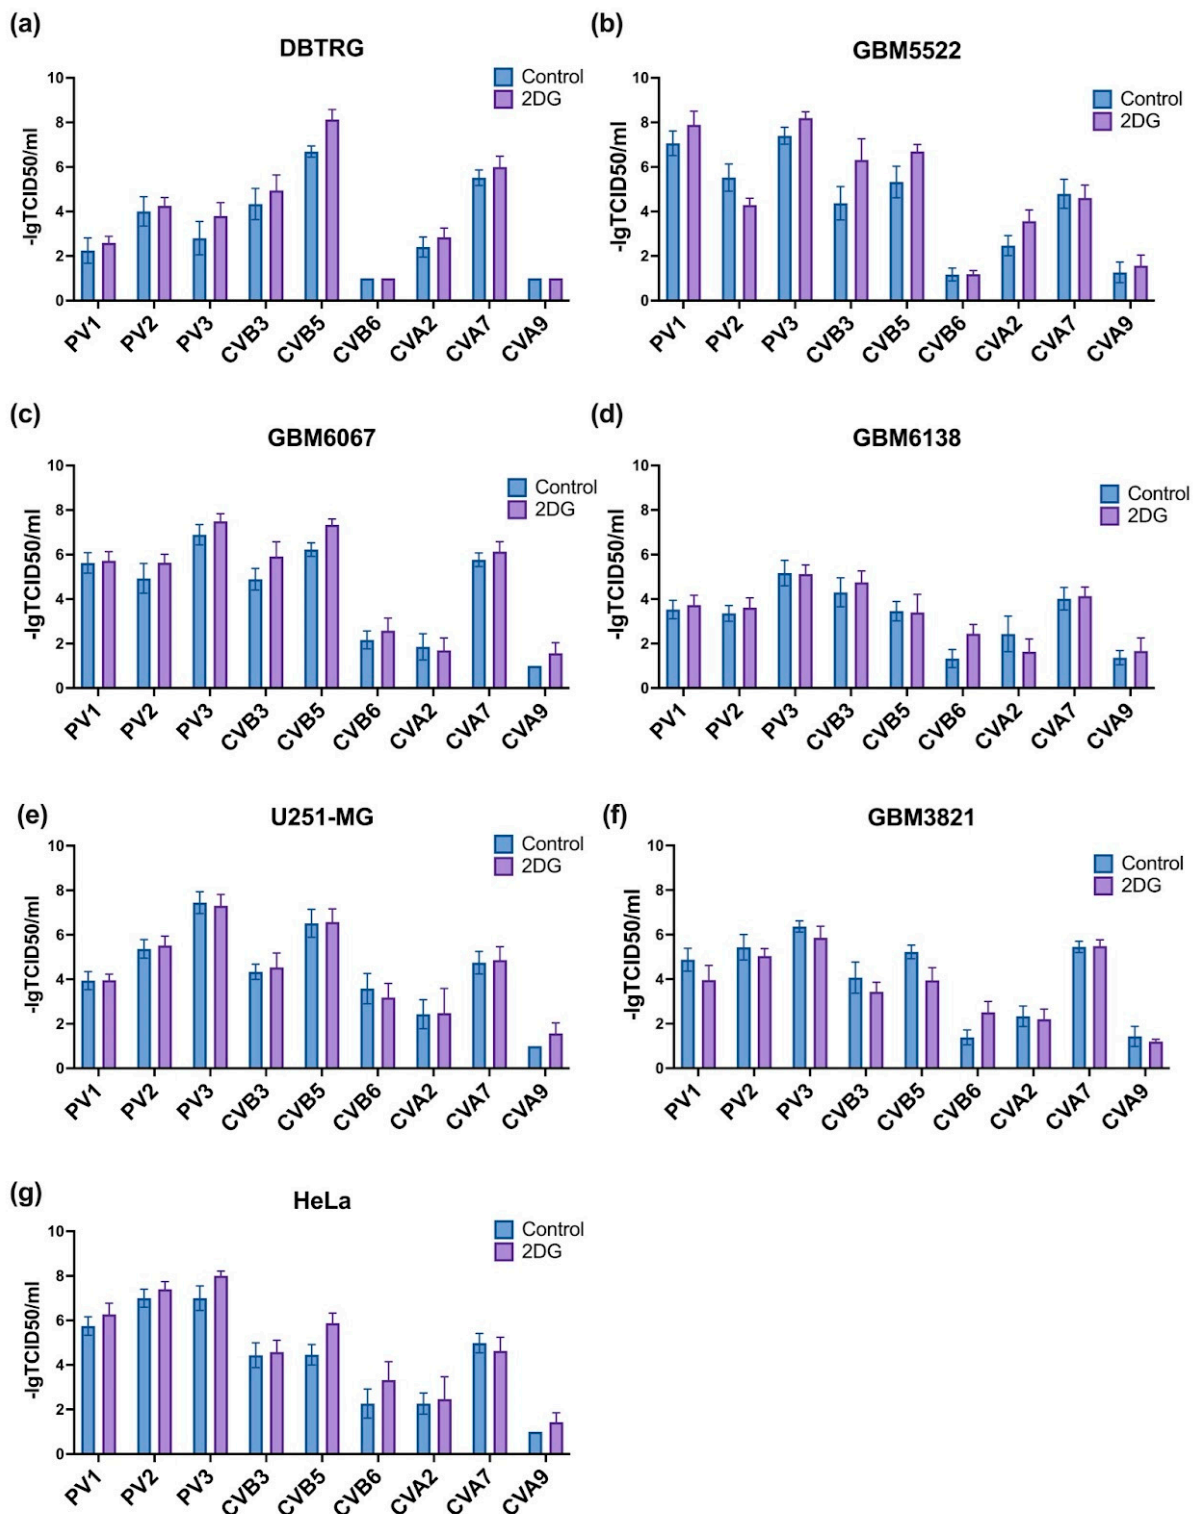 (a)
DBTRG
Control
2DG
-lgTCID50/ml
10
8
6
4
2
0
PV1 PV2 PV3 CVB3 CVB5 CVB6 CVA2 CVA7 CVA9
(b)
GBM5522
Control
2DG
-lgTCID50/ml
10
8
6
4
2
0
PV1 PV2 PV3 CVB3 CVB5 CVB6 CVA2 CVA7 CVA9
(c)
GBM6067
Control
2DG
-lgTCID50/ml
10
8
6
4
2
0
PV1 PV2 PV3 CVB3 CVB5 CVB6 CVA2 CVA7 CVA9
(d)
GBM6138
Control
2DG
-lgTCID50/ml
10
8
6
4
2
0
PV1 PV2 PV3 CVB3 CVB5 CVB6 CVA2 CVA7 CVA9
(e)
U251-MG
Control
2DG
-lgTCID50/ml
10
8
6
4
2
0
PV1 PV2 PV3 CVB3 CVB5 CVB6 CVA2 CVA7 CVA9
(f)
GBM3821
Control
2DG
-lgTCID50/ml
10
8
6
4
2
0
PV1 PV2 PV3 CVB3 CVB5 CVB6 CVA2 CVA7 CVA9
(g)
HeLa
Control
2DG
-lgTCID50/ml
10
8
6
4
2
0
PV1 PV2 PV3 CVB3 CVB5 CVB6 CVA2 CVA7 CVA9